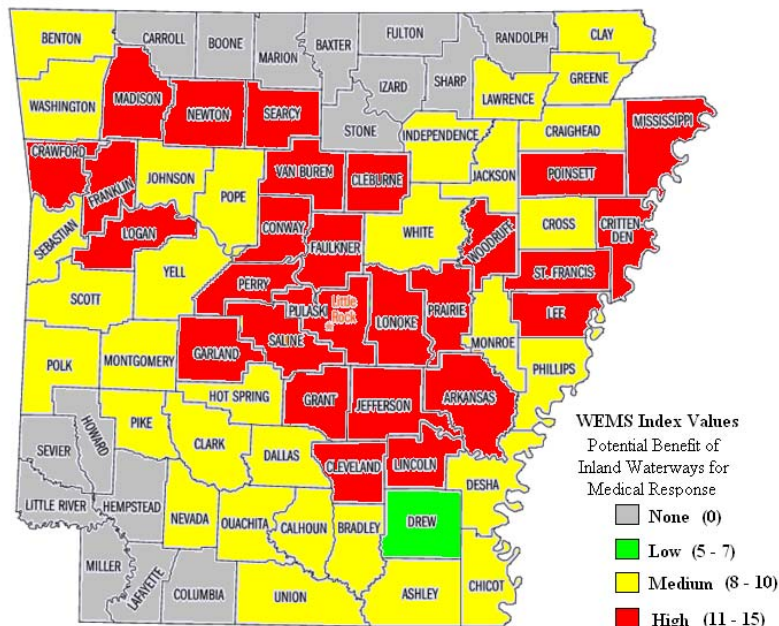 BENTON
CARROLL
BOONE
MARION
BAXTER
FULTON
RANDOLPH
CLAY
IZARD
SHARP
GREENE
WASHINGTON
MADISON
NEWTON
SEARCY
STONE
LAWRENCE
INDEPENDENCE
CRAIGHEAD
MISSISSIPPI
CRAWFORD
FRANKLIN
JOHNSON
POPE
VAN BUREN
CLEBURNE
JACKSON
POINSETT
SEBASTIAN
LOGAN
CONWAY
FAULKNER
WHITE
WOODRUFF
CROSS
CRITTEN-
DEN
SCOTT
YELL
PERRY
PULASKI
Little
Rock
LONOKE
PRAIRIE
ST. FRANCIS
LEE
POLK
MONTGOMERY
GARLAND
SALINE
MONROE
PHILLIPS
HOT SPRING
GRANT
JEFFERSON
ARKANSAS
HOWARD
SEVIER
PIKE
CLARK
DALLAS
CLEVELAND
LINCOLN
DESHA
LITTLE RIVER
HEMPSTEAD
NEVADA
OUACHITA
CALHOUN
BRADLEY
DREW
MILLER
LAFAYETTE
COLUMBIA
UNION
ASHLEY
CHICOT
WEMS Index Values
Potential Benefit of
Inland Waterways for
Medical Response
None (0)
Low (5 - 7)
Medium (8 - 10)
High (11 - 15)